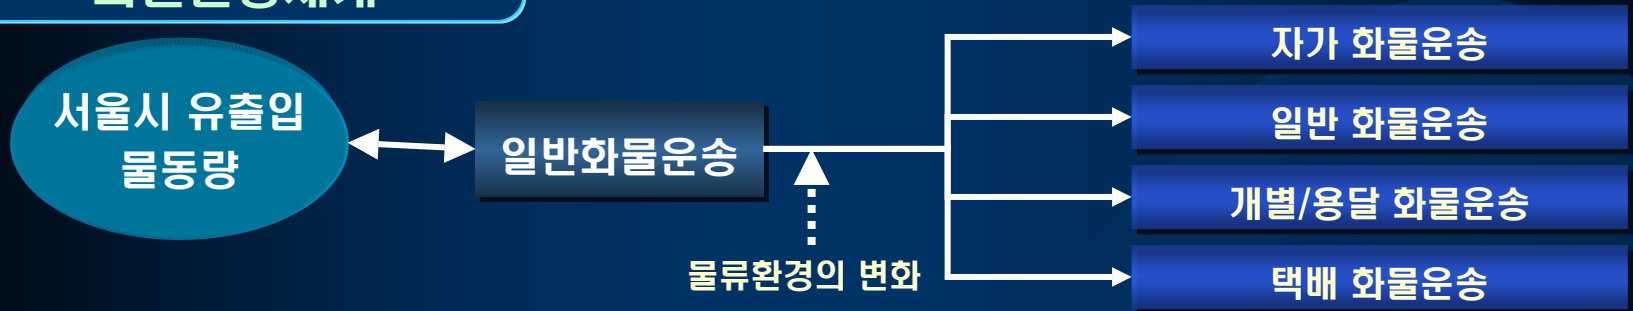 서울시 유출입
물동량
일반화물운송
물류환경의 변화
자가 화물운송
일반 화물운송
개별/용달 화물운송
택배 화물운송